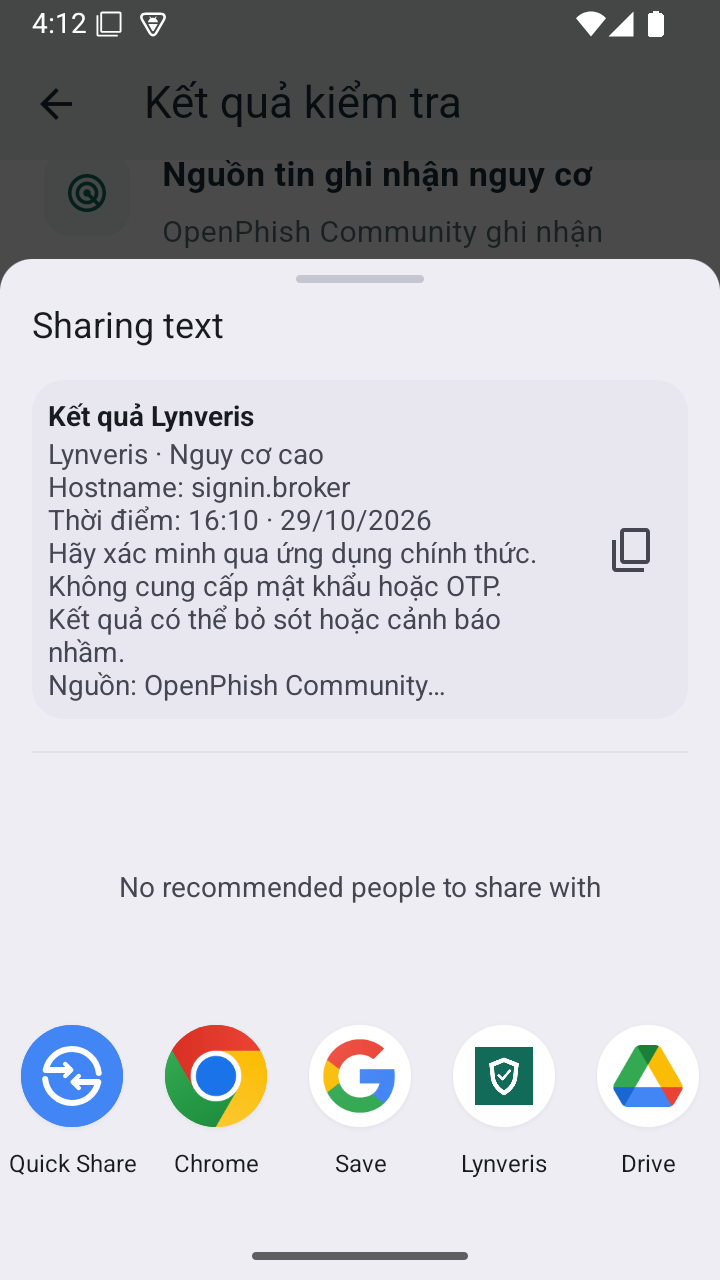 4:12
Kết quả kiểm tra
Nguồn tin ghi nhận nguy cơ
OpenPhish Community ghi nhận
Sharing text
Kết quả Lynveris
Lynveris · Nguy cơ cao
Hostname: signin.broker
Thời điểm: 16:10 · 29/10/2026
Hãy xác minh qua ứng dụng chính thức.
Không cung cấp mật khẩu hoặc OTP.
Kết quả có thể bỏ sót hoặc cảnh báo
nhầm.
Nguồn: OpenPhish Community…
No recommended people to share with
Quick Share
Chrome
Save
Lynveris
Drive